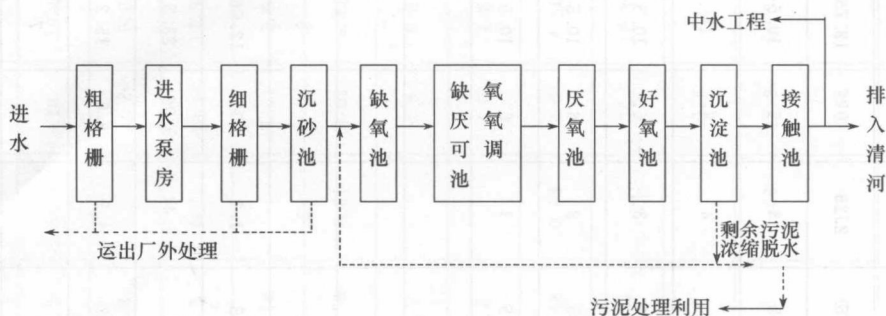 中水工程
进水
粗格栅
进水泵房
细格栅
沉砂池
缺氧池
缺氧
厌氧
可调
池
厌氧池
好氧池
沉淀池
接触池
排入清河
运出厂外处理
剩余污泥
浓缩脱水
污泥处理利用